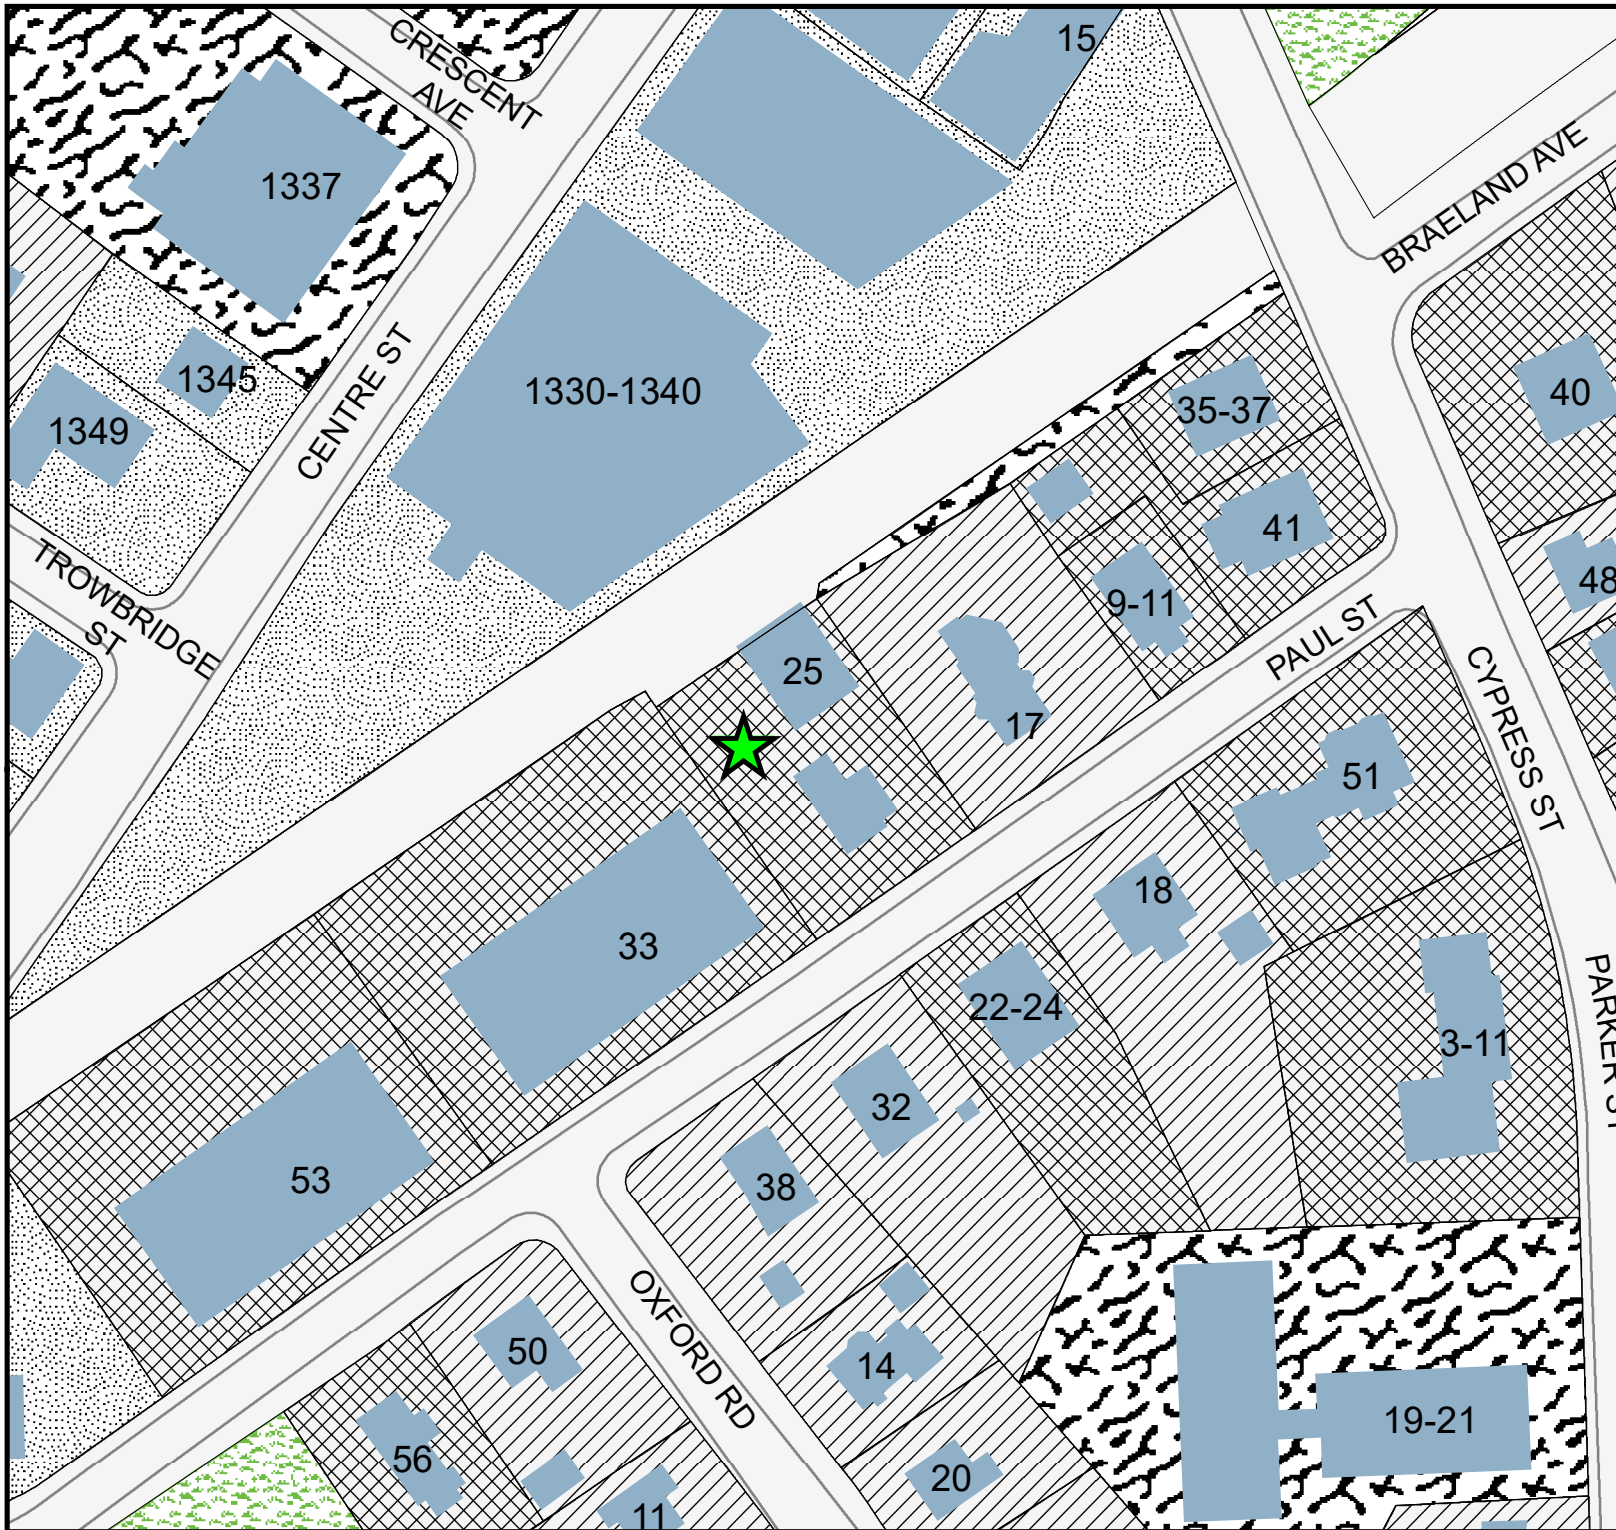 CRESCENT
AVE
15
1337
BRAELAND AVE
1345
1349
CENTRE ST
1330-1340
35-37
40
41
TROWBRIDGE
ST
9-11
48
PAUL ST
25
17
CYPRESS ST
51
18
33
22-24
PARKER ST
3-11
32
38
53
OXFORD RD
50
14
19-21
56
20
11